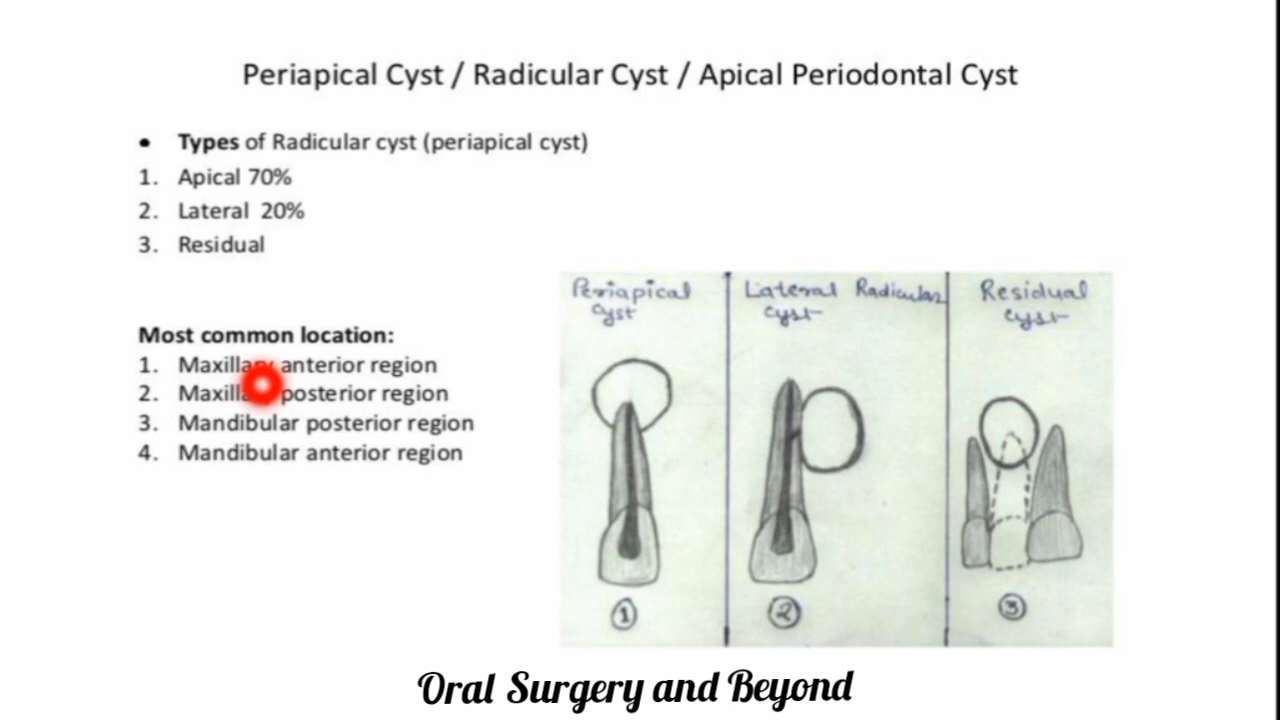 Periapical Cyst / Radicular Cyst / Apical Periodontal Cyst
• Types of Radicular cyst (periapical cyst)
1. Apical 70%
2. Lateral 20%
3. Residual
Most common location:
1. Maxillary anterior region
2. Maxillary posterior region
3. Mandibular posterior region
4. Mandibular anterior region
Periapical
cyst
Lateral Radicular
cyst
Residual
cyst
1
2
3
Oral Surgery and Beyond